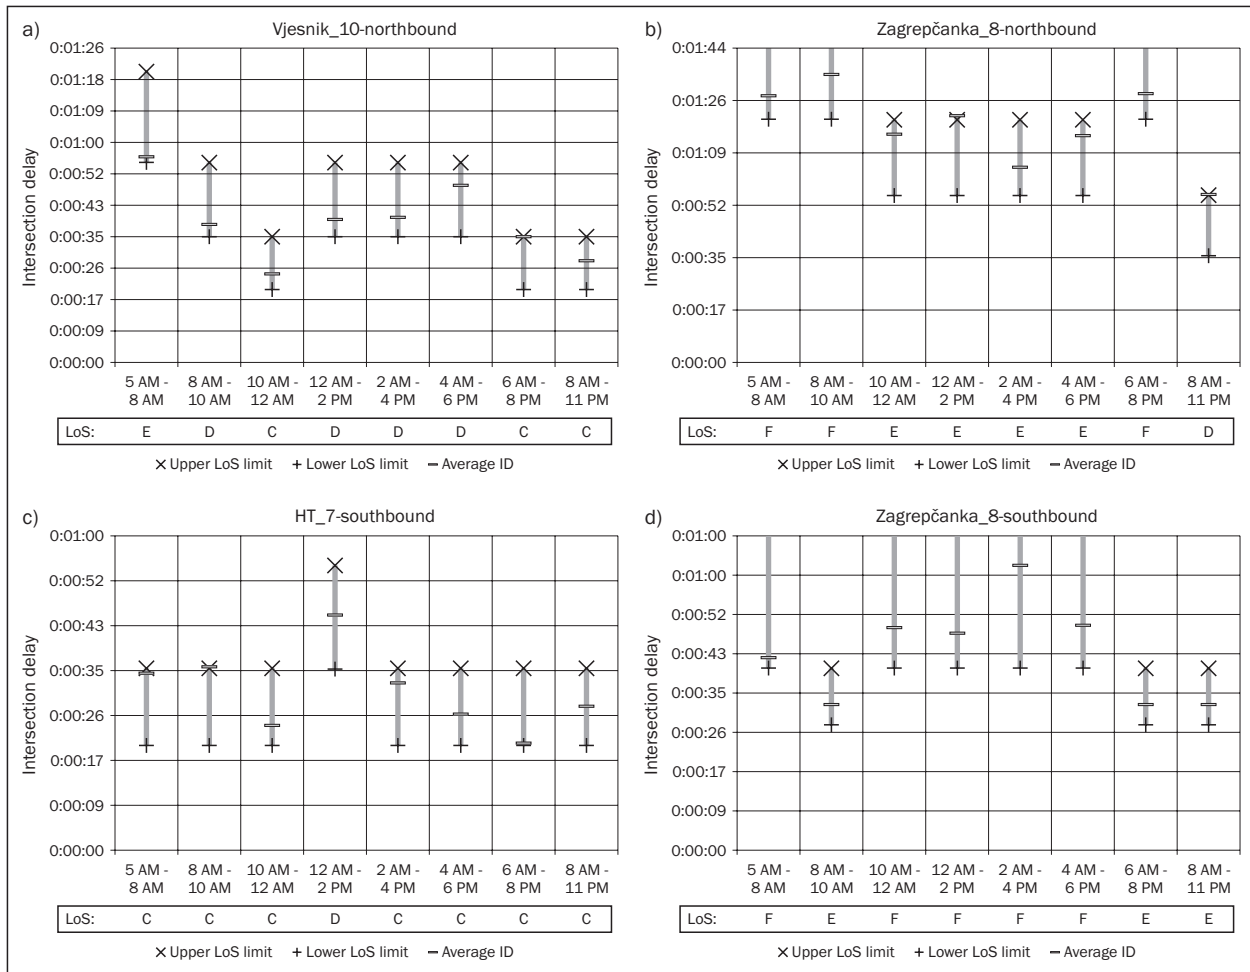 a)
Vjesnik_10-northbound
Intersection delay
0:01:26
0:01:18
0:01:09
0:01:00
0:00:52
0:00:43
0:00:35
0:00:26
0:00:17
0:00:09
0:00:00
5 AM - 8 AM - 10 AM - 12 AM - 2 AM - 4 AM - 6 AM - 8 AM -
8 AM 10 AM 12 AM 2 PM 4 PM 6 PM 8 PM 11 PM
LoS: E D C D D D C C
Upper LoS limit Lower LoS limit Average ID
b)
Zagrepčanka_8-northbound
Intersection delay
0:01:44
0:01:26
0:01:09
0:00:52
0:00:35
0:00:17
0:00:00
5 AM - 8 AM - 10 AM - 12 AM - 2 AM - 4 AM - 6 AM - 8 AM -
8 AM 10 AM 12 AM 2 PM 4 PM 6 PM 8 PM 11 PM
LoS: F F E E E E F D
Upper LoS limit Lower LoS limit Average ID
c)
HT_7-southbound
Intersection delay
0:01:00
0:00:52
0:00:43
0:00:35
0:00:26
0:00:17
0:00:09
0:00:00
5 AM - 8 AM - 10 AM - 12 AM - 2 AM - 4 AM - 6 AM - 8 AM -
8 AM 10 AM 12 AM 2 PM 4 PM 6 PM 8 PM 11 PM
LoS: C C C D C C C C
Upper LoS limit Lower LoS limit Average ID
d)
Zagrepčanka_8-southbound
Intersection delay
0:01:00
0:01:00
0:00:52
0:00:43
0:00:35
0:00:26
0:00:17
0:00:09
0:00:00
5 AM - 8 AM - 10 AM - 12 AM - 2 AM - 4 AM - 6 AM - 8 AM -
8 AM 10 AM 12 AM 2 PM 4 PM 6 PM 8 PM 11 PM
LoS: F E F F F F E E
Upper LoS limit Lower LoS limit Average ID